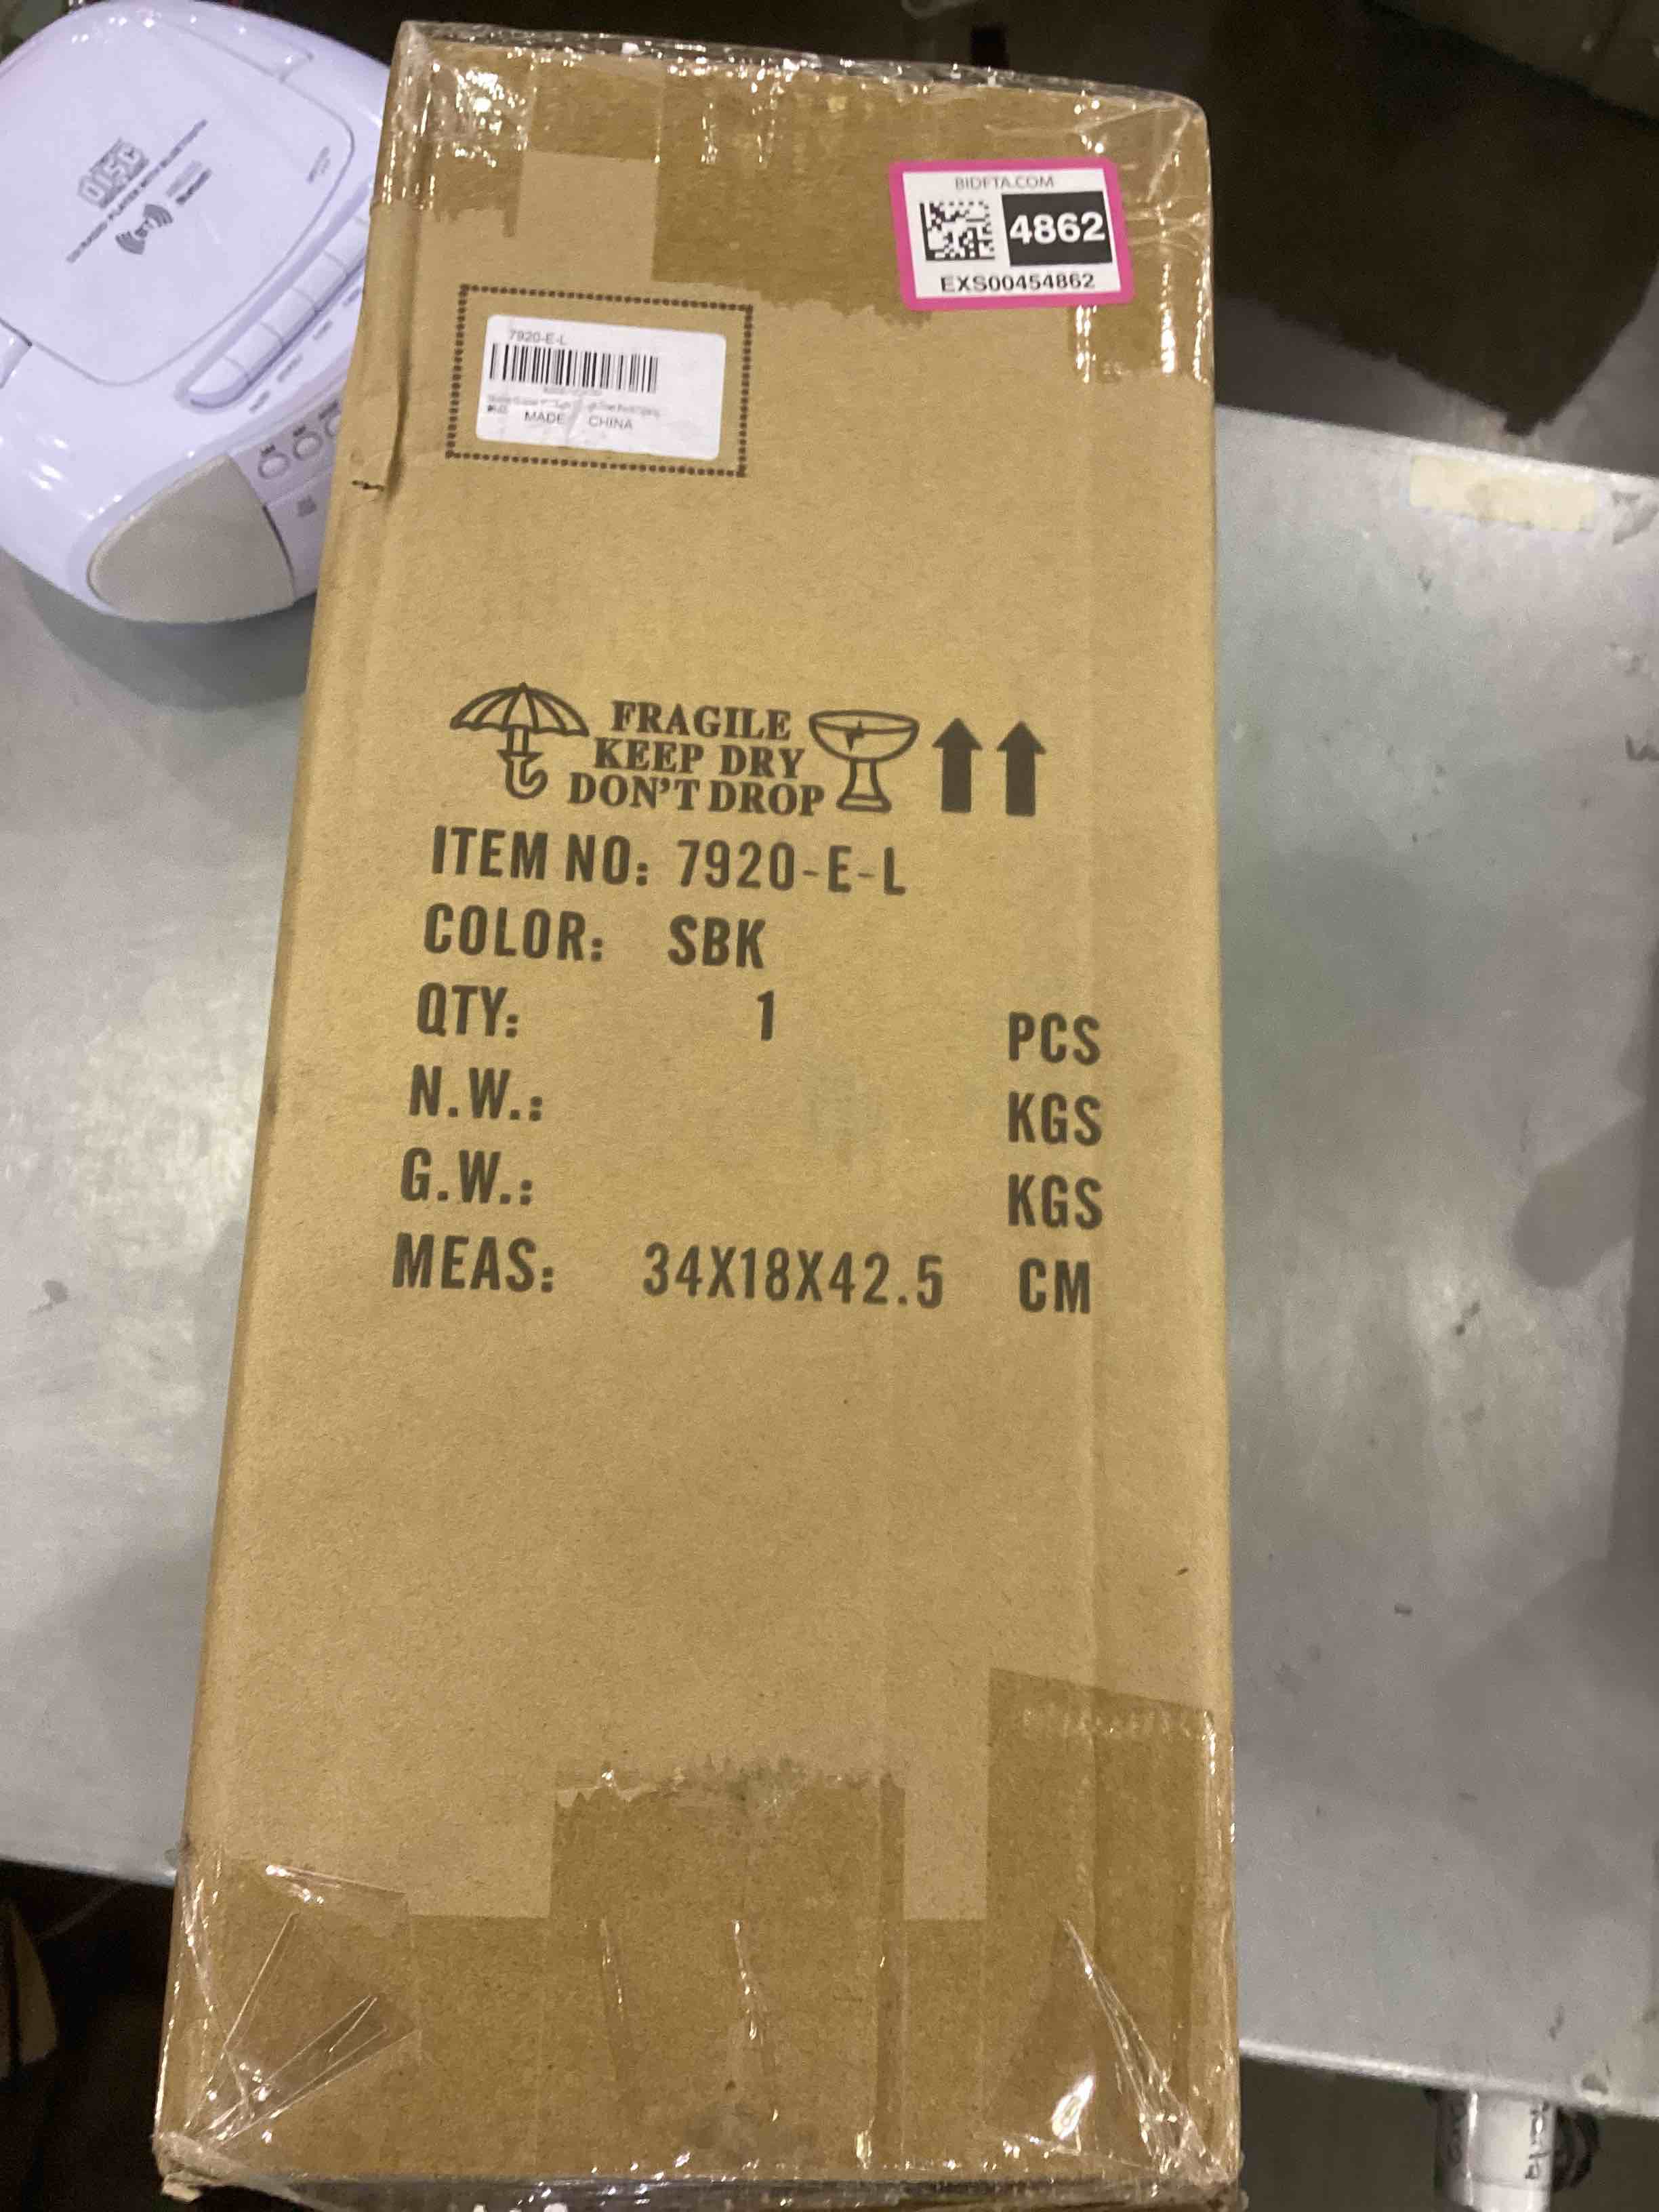 DISC
BIDFTA.COM
4862
EXS00454862
7920-E-L
MADE CHINA
FRAGILE
KEEP DRY
DON'T DROP
ITEM NO: 7920-E-L
COLOR: SBK
QTY: 1 PCS
N.W.: KGS
G.W.: KGS
MEAS: 34X18X42.5 CM